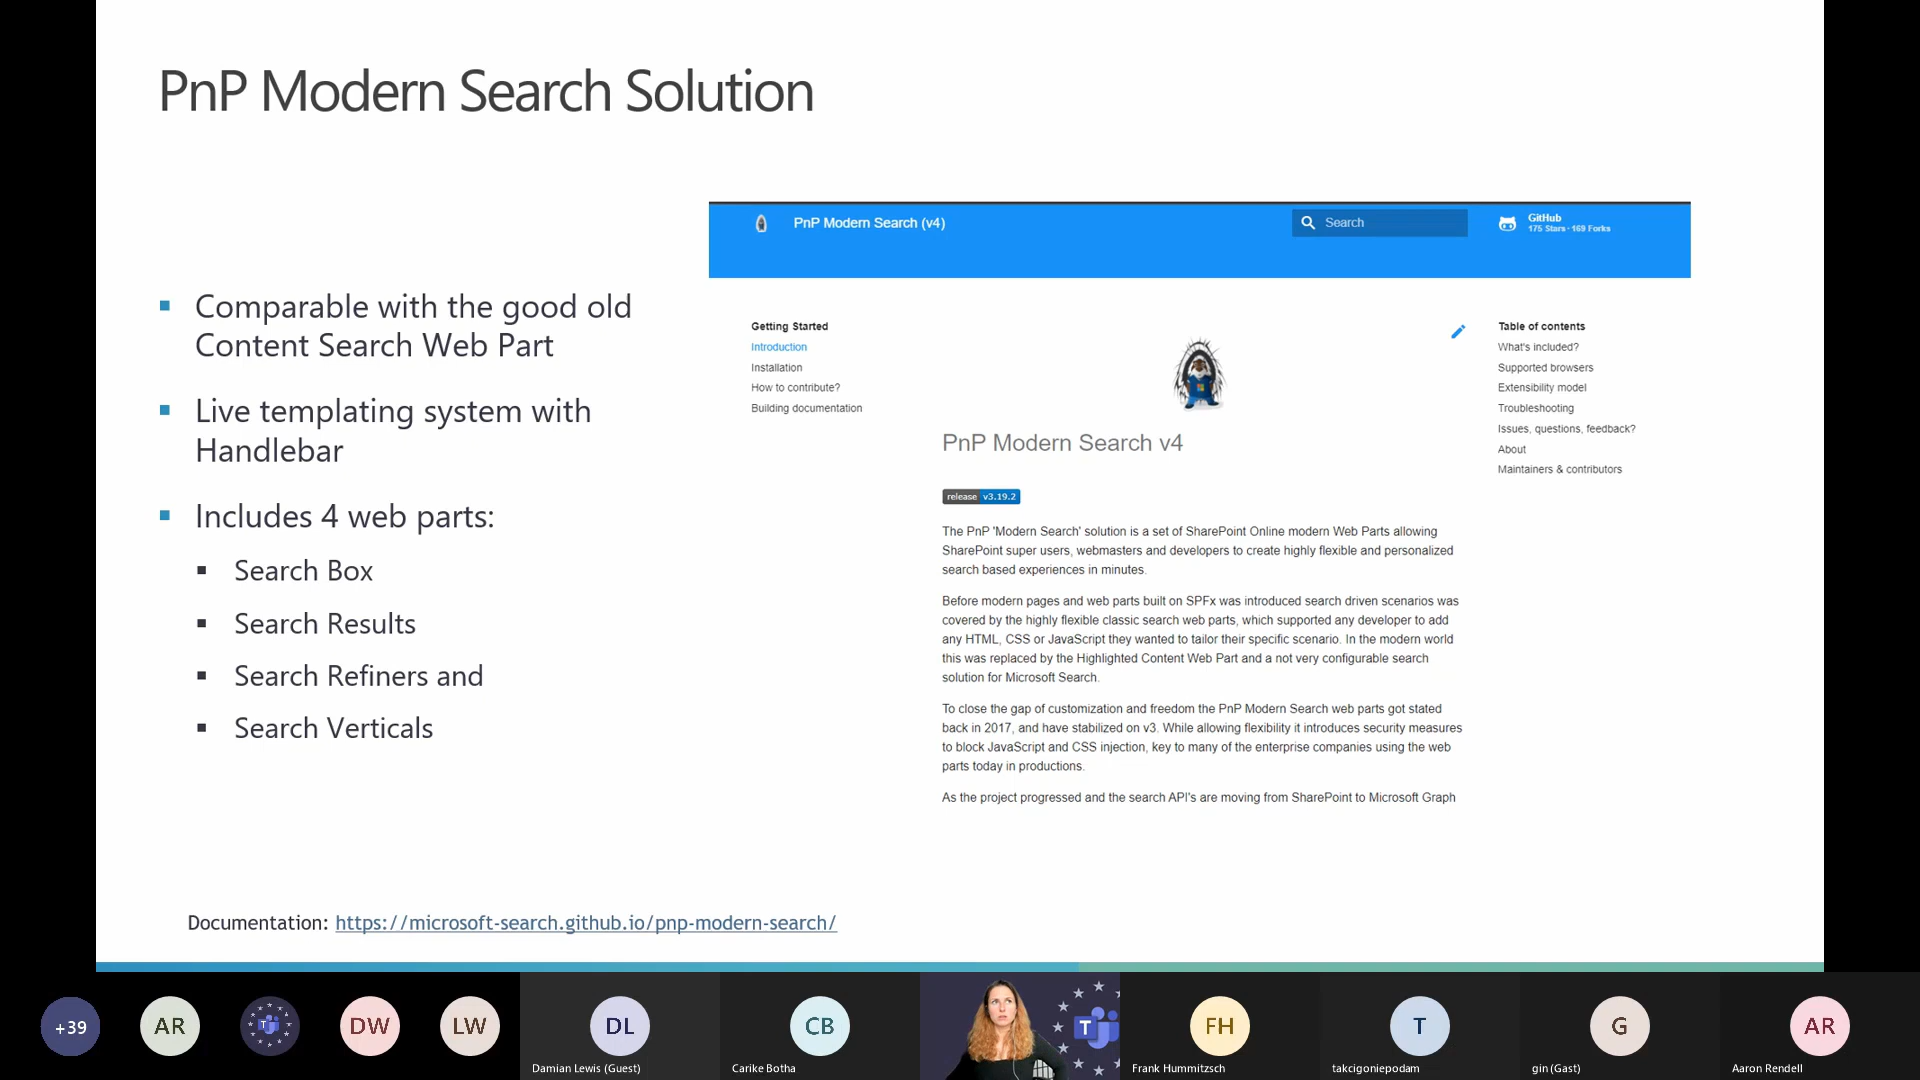 PnP Modern Search Solution
Comparable with the good old
Content Search Web Part
Live templating system with
Handlebar
Includes 4 web parts:
Search Box
Search Results
Search Refiners and
Search Verticals
PnP Modern Search (v4)
Search
GitHub
175 Stars · 169 Forks
Getting Started
Introduction
Installation
How to contribute?
Building documentation
PnP Modern Search v4
release v3.19.2
The PnP 'Modern Search' solution is a set of SharePoint Online modern Web Parts allowing
SharePoint super users, webmasters and developers to create highly flexible and personalized
search based experiences in minutes.
Before modern pages and web parts built on SPFx was introduced search driven scenarios was
covered by the highly flexible classic search web parts, which supported any developer to add
any HTML, CSS or JavaScript they wanted to tailor their specific scenario. In the modern world
this was replaced by the Highlighted Content Web Part and a not very configurable search
solution for Microsoft Search.
To close the gap of customization and freedom the PnP Modern Search web parts got stated
back in 2017, and have stabilized on v3. While allowing flexibility it introduces security measures
to block JavaScript and CSS injection, key to many of the enterprise companies using the web
parts today in productions.
As the project progressed and the search API's are moving from SharePoint to Microsoft Graph
Table of contents
What's included?
Supported browsers
Extensibility model
Troubleshooting
Issues, questions, feedback?
About
Maintainers & contributors
Documentation: https://microsoft-search.github.io/pnp-modern-search/
+39
AR
T
DW
LW
DL
Damian Lewis (Guest)
CB
Carike Botha
T
FH
Frank Hummitzsch
T
takcigoniepodam
G
gin (Gast)
AR
Aaron Rendell